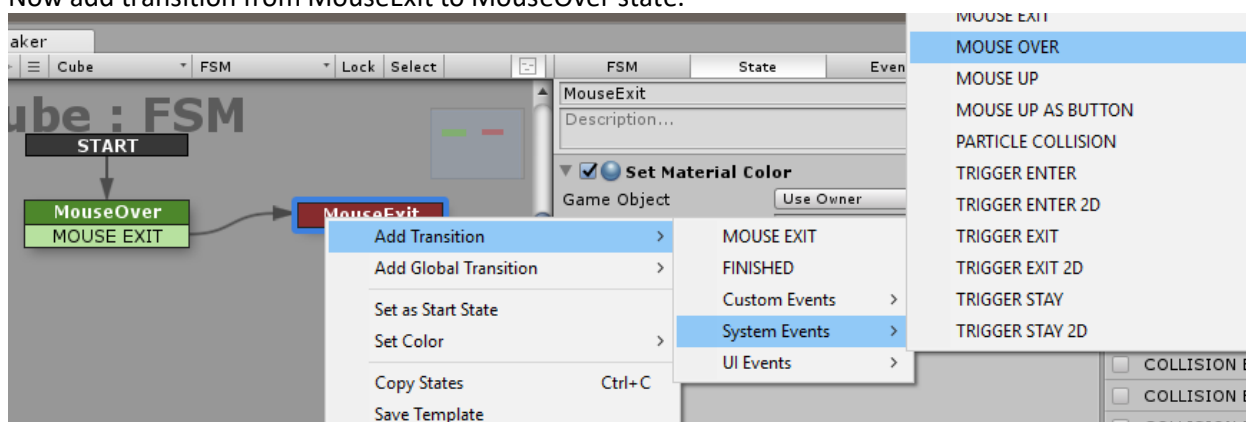 Now add transition from MouseExit to MouseOver state.
MOUSE EXIT
aker
MOUSE OVER
Cube FSM Lock Select
FSM State Even
MOUSE UP
MouseExit
ube : FSM
Description...
MOUSE UP AS BUTTON
START
PARTICLE COLLISION
Set Material Color
TRIGGER ENTER
Game Object Use Owner
MouseOver
MouseExit
TRIGGER ENTER 2D
MOUSE EXIT
Add Transition >
MOUSE EXIT
TRIGGER EXIT
Add Global Transition >
FINISHED
TRIGGER EXIT 2D
Custom Events >
TRIGGER STAY
Set as Start State
System Events >
TRIGGER STAY 2D
Set Color >
UI Events >
COLLISION E
Copy States Ctrl+C
COLLISION E
Save Template